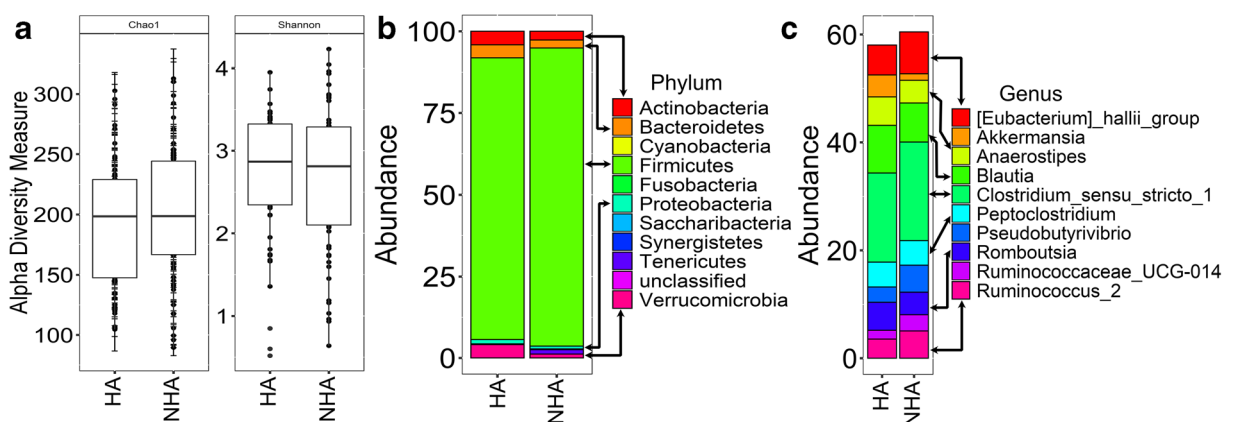 a
Chao1
Shannon
Alpha Diversity Measure
300
250
200
150
100
4
3
2
1
HA
NHA
HA
NHA
b
Abundance
100
75
50
25
0
HA
NHA
Phylum
Actinobacteria
Bacteroidetes
Cyanobacteria
Firmicutes
Fusobacteria
Proteobacteria
Saccharibacteria
Synergistetes
Tenericutes
unclassified
Verrucomicrobia
c
Abundance
60
40
20
0
HA
NHA
Genus
[Eubacterium]_hallii_group
Akkermansia
Anaerostipes
Blautia
Clostridium_sensu_stricto_1
Peptoclostridium
Pseudobutyrivibrio
Romboutsia
Ruminococcaceae_UCG-014
Ruminococcus_2